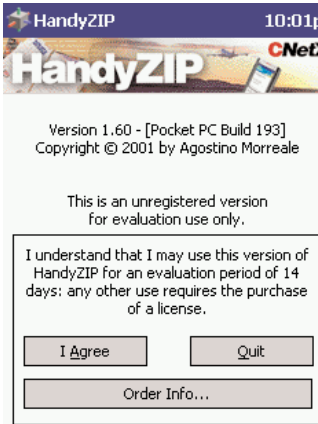 HandyZIP 10:01p
CNetX
HandyZIP
Version 1.60 - [Pocket PC Build 193]
Copyright © 2001 by Agostino Morreale
This is an unregistered version
for evaluation use only.
I understand that I may use this version of
HandyZIP for an evaluation period of 14
days: any other use requires the purchase
of a license.
I Agree Quit
Order Info...